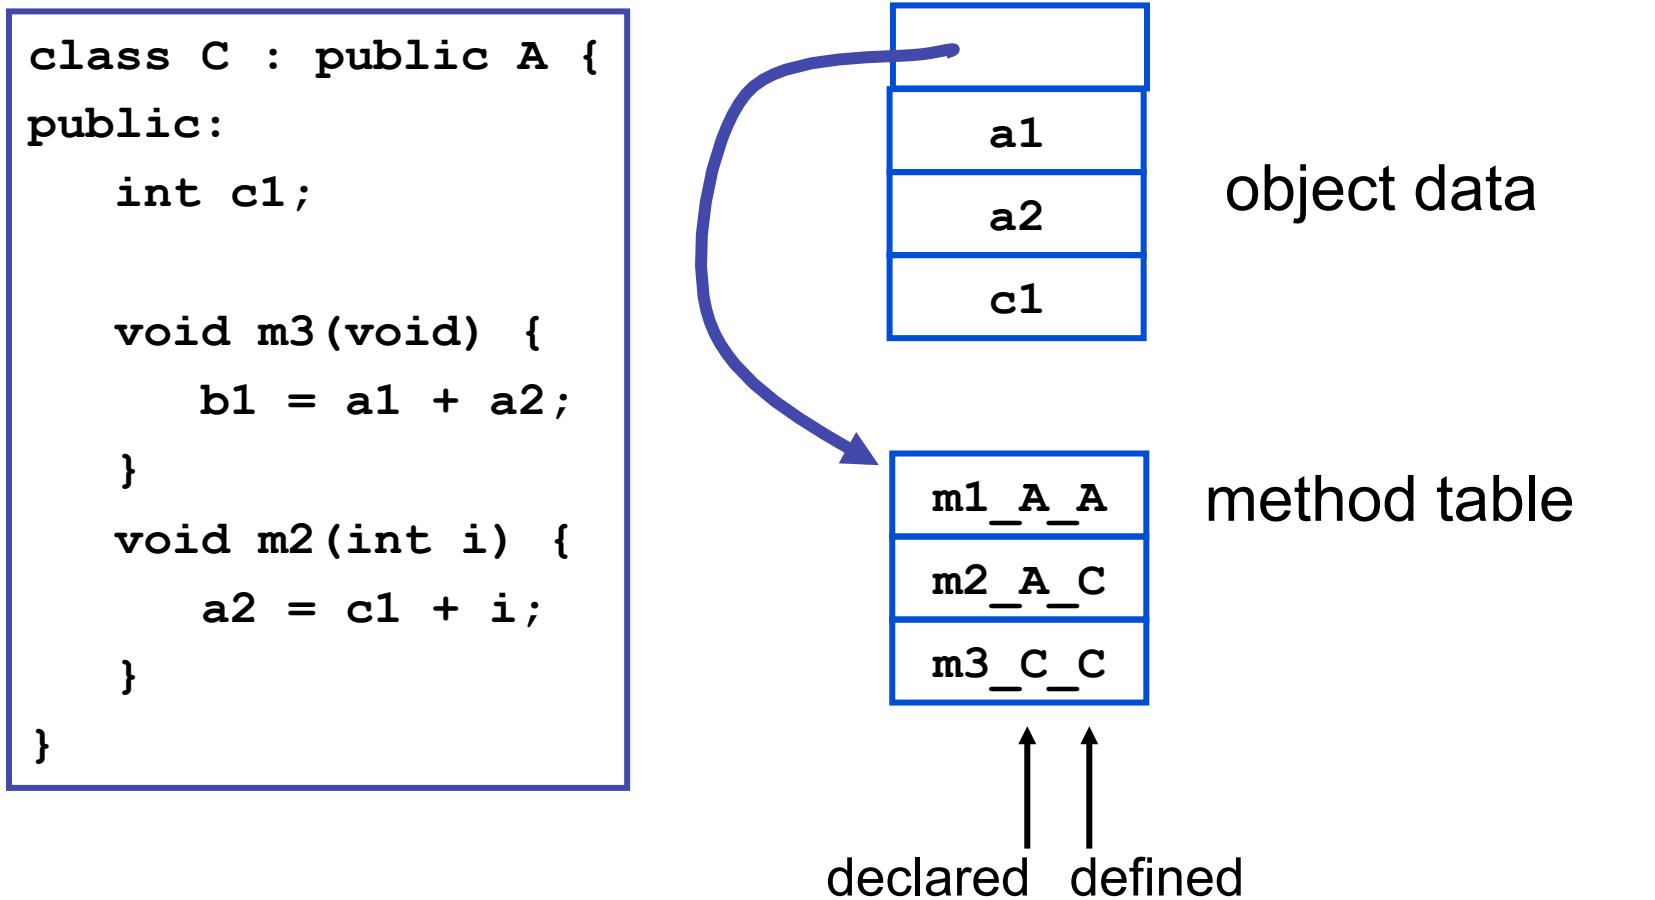 class C : public A {
public:
   int c1;

   void m3(void) {
      b1 = a1 + a2;
   }
   void m2(int i) {
      a2 = c1 + i;
   }
}
a1
a2
c1
object data
m1_A_A
m2_A_C
m3_C_C
method table
declared defined